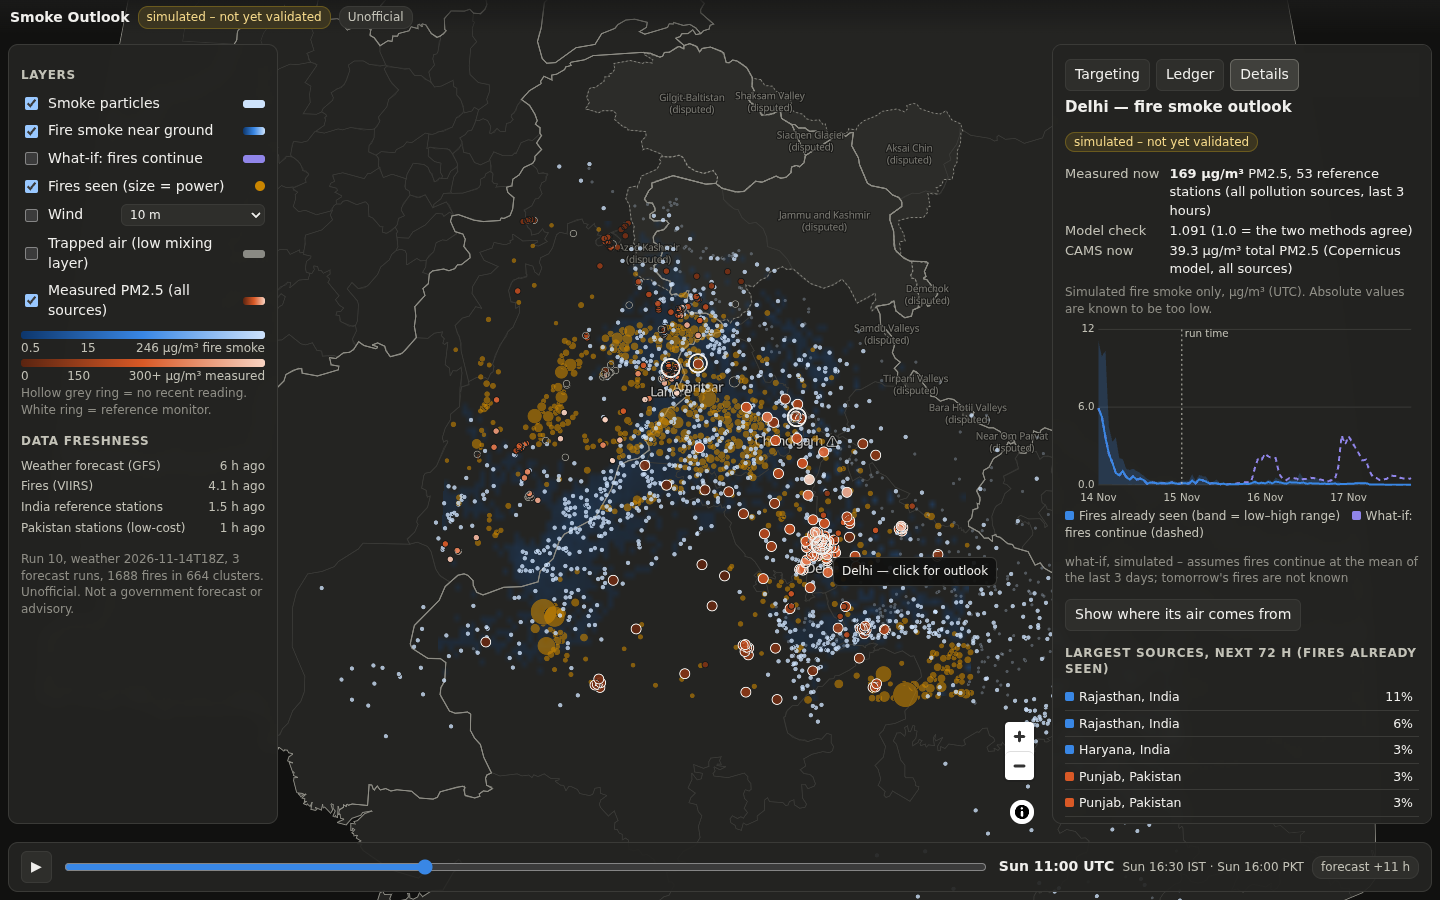 Smoke Outlook
simulated – not yet validated
Unofficial
LAYERS
Smoke particles
Fire smoke near ground
What-if: fires continue
Fires seen (size = power)
Wind
10 m
Trapped air (low mixing
layer)
Measured PM2.5 (all
sources)
0.5 15 246 µg/m³ fire smoke
0 150 300+ µg/m³ measured
Hollow grey ring = no recent reading.
White ring = reference monitor.
DATA FRESHNESS
Weather forecast (GFS) 6 h ago
Fires (VIIRS) 4.1 h ago
India reference stations 1.5 h ago
Pakistan stations (low-cost) 1 h ago
Run 10, weather 2026-11-14T18Z, 3
forecast runs, 1688 fires in 664 clusters.
Unofficial. Not a government forecast or
advisory.
Gilgit-Baltistan
(disputed)
Shaksam Valley
(disputed)
Siachen Glacier
(disputed)
Aksai Chin
(disputed)
Jammu and Kashmir
(disputed)
Azad Kashmir
(disputed)
Demchok
(disputed)
Samdu Valleys
(disputed)
Tirpani Valleys
(disputed)
Bara Hotii Valleys
(disputed)
Near Om Parvat
(disputed)
Amritsar
Lahore
Chandigarh
Delhi — click for outlook
Targeting
Ledger
Details
Delhi — fire smoke outlook
simulated – not yet validated
Measured now 169 µg/m³ PM2.5, 53 reference
stations (all pollution sources, last 3
hours)
Model check 1.091 (1.0 = the two methods agree)
CAMS now 39.3 µg/m³ total PM2.5 (Copernicus
model, all sources)
Simulated fire smoke only, µg/m³ (UTC). Absolute values
are known to be too low.
12
run time
6.0
0.0
14 Nov 15 Nov 16 Nov 17 Nov
Fires already seen (band = low–high range) What-if:
fires continue (dashed)
what-if, simulated – assumes fires continue at the mean of
the last 3 days; tomorrow's fires are not known
Show where its air comes from
LARGEST SOURCES, NEXT 72 H (FIRES ALREADY
SEEN)
Rajasthan, India 11%
Rajasthan, India 6%
Haryana, India 3%
Punjab, Pakistan 3%
Punjab, Pakistan 3%
Sun 11:00 UTC Sun 16:30 IST · Sun 16:00 PKT forecast +11 h